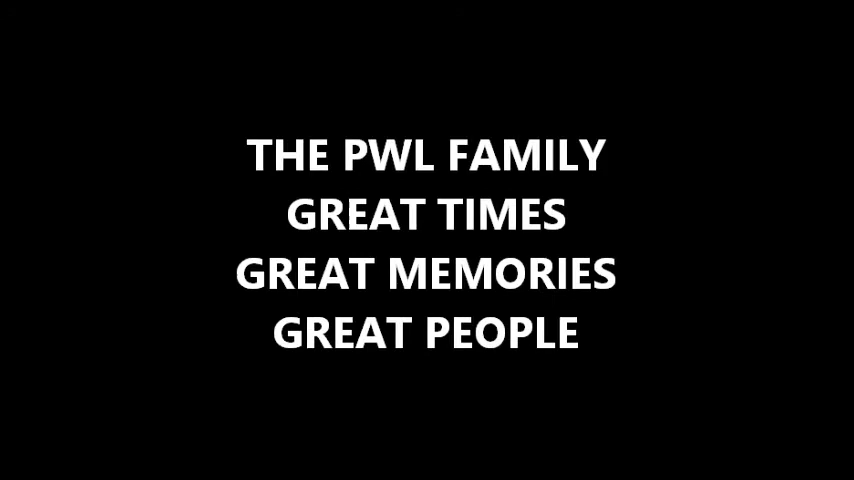 THE PWL FAMILY
GREAT TIMES
GREAT MEMORIES
GREAT PEOPLE